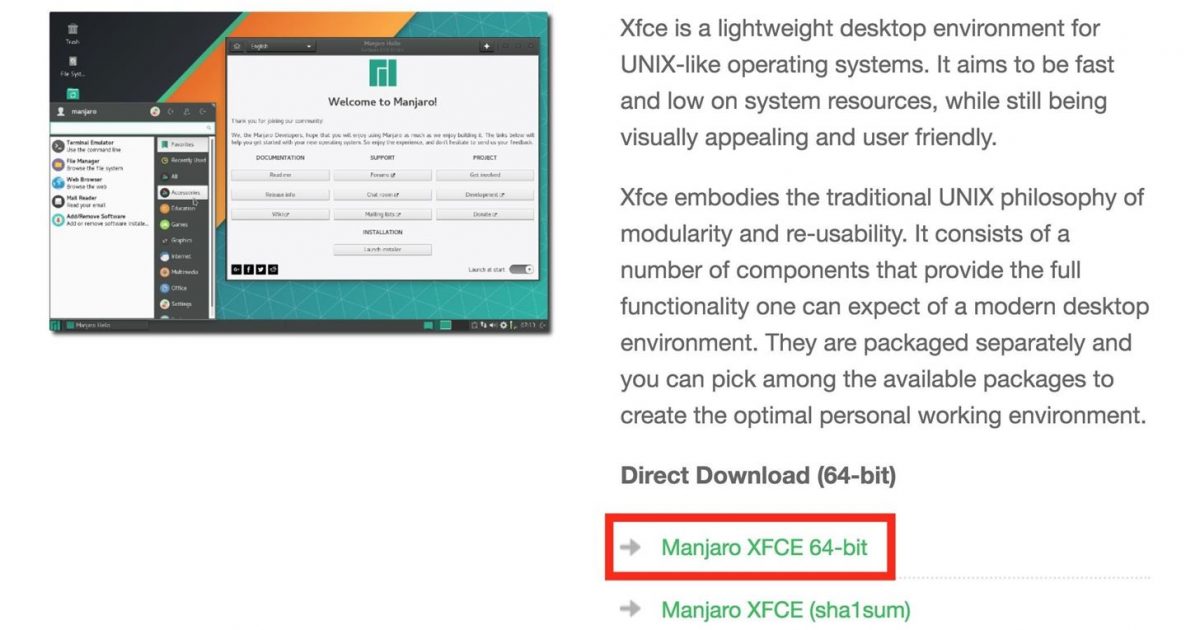 Trash
File Syst...
manjaro
Terminal Emulator
Use the command line
File Manager
Browse the file system
Web Browser
Browse the web
Mail Reader
Read your email
Add/Remove Software
Add or remove software installe...
Favorites
Recently Used
All
Accessories
Education
Games
Graphics
Internet
Multimedia
Office
Settings
English
Manjaro Hello
Welcome to Manjaro!
Thank you for joining our community!
We, the Manjaro Developers, hope that you will enjoy using Manjaro as much as we enjoy building it. The links below will
help you get started with your new operating system. So enjoy the experience, and don't hesitate to send us your feedback.
DOCUMENTATION SUPPORT PROJECT
Read me Forums Get involved
Release info Chat room Development
Wiki Mailing lists Donate
INSTALLATION
Launch installer
Launch at start
Manjaro Hello
Xfce is a lightweight desktop environment for
UNIX-like operating systems. It aims to be fast
and low on system resources, while still being
visually appealing and user friendly.
Xfce embodies the traditional UNIX philosophy of
modularity and re-usability. It consists of a
number of components that provide the full
functionality one can expect of a modern desktop
environment. They are packaged separately and
you can pick among the available packages to
create the optimal personal working environment.
Direct Download (64-bit)
Manjaro XFCE 64-bit
Manjaro XFCE (sha1sum)